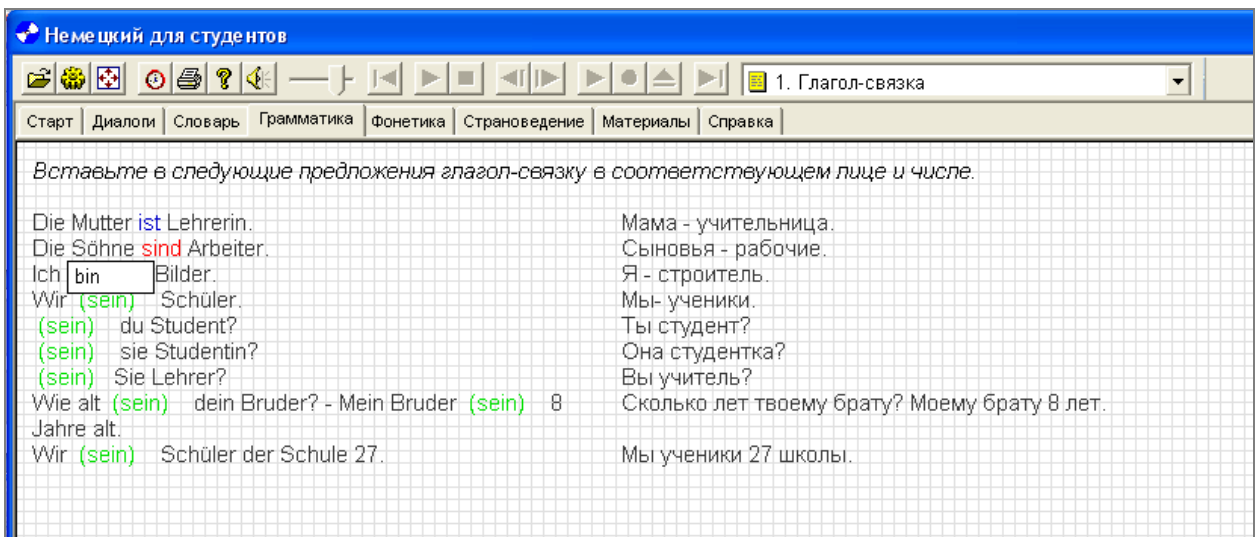 Немецкий для студентов
1. Глагол-связка
Старт Диалоги Словарь Грамматика Фонетика Страноведение Материалы Справка
Вставьте в следующие предложения глагол-связку в соответствующем лице и числе.
Die Mutter ist Lehrerin. Мама - учительница.
Die Söhne sind Arbeiter. Сыновья - рабочие.
Ich bin Bilder. Я - строитель.
Wir (sein) Schüler. Мы- ученики.
(sein) du Student? Ты студент?
(sein) sie Studentin? Она студентка?
(sein) Sie Lehrer? Вы учитель?
Wie alt (sein) dein Bruder? - Mein Bruder (sein) 8 Сколько лет твоему брату? Моему брату 8 лет.
Jahre alt.
Wir (sein) Schüler der Schule 27. Мы ученики 27 школы.